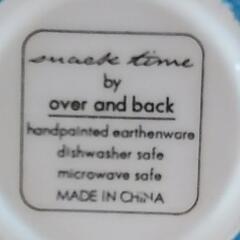 snack time
by
over and back
handpainted earthenware
dishwasher safe
microwave safe
MADE IN CHINA